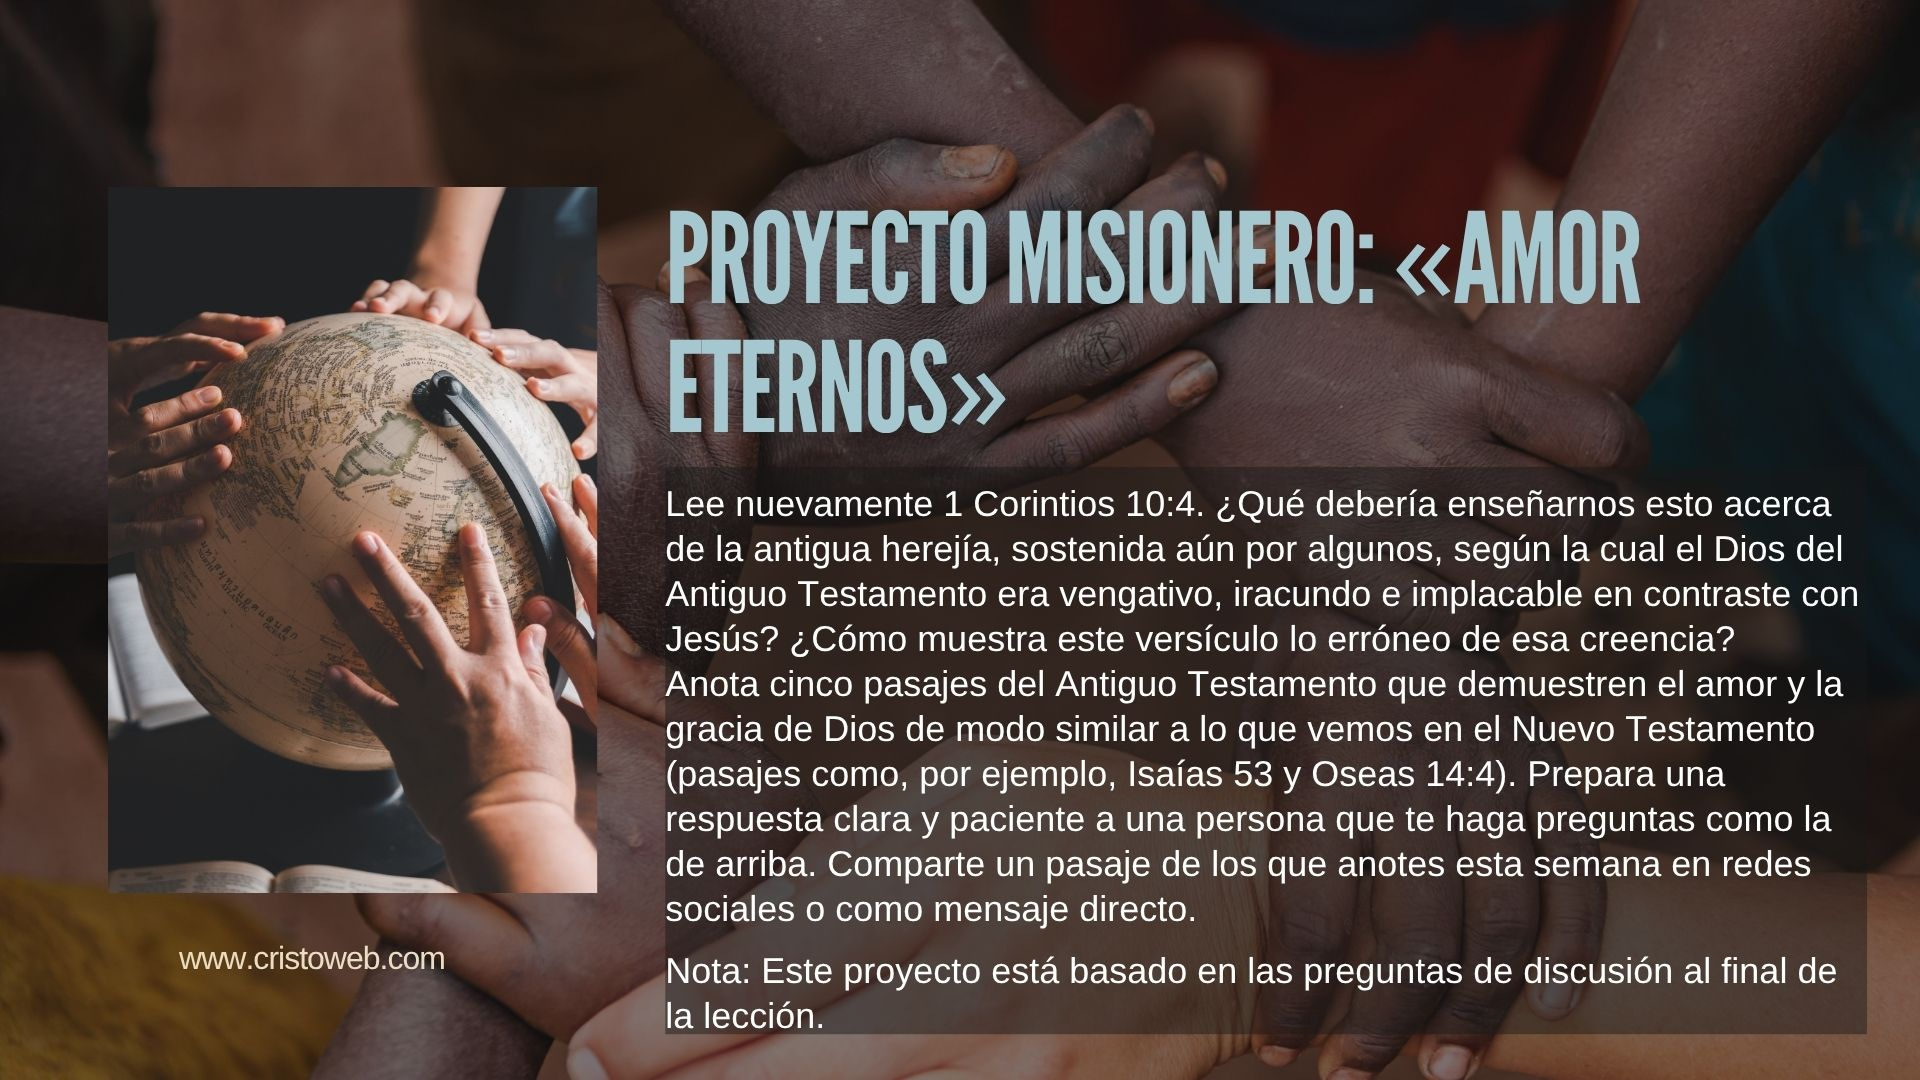 PROYECTO MISIONERO: «AMOR
ETERNOS»
Lee nuevamente 1 Corintios 10:4. ¿Qué debería enseñarnos esto acerca
de la antigua herejía, sostenida aún por algunos, según la cual el Dios del
Antiguo Testamento era vengativo, iracundo e implacable en contraste con
Jesús? ¿Cómo muestra este versículo lo erróneo de esa creencia?
Anota cinco pasajes del Antiguo Testamento que demuestren el amor y la
gracia de Dios de modo similar a lo que vemos en el Nuevo Testamento
(pasajes como, por ejemplo, Isaías 53 y Oseas 14:4). Prepara una
respuesta clara y paciente a una persona que te haga preguntas como la
de arriba. Comparte un pasaje de los que anotes esta semana en redes
sociales o como mensaje directo.
Nota: Este proyecto está basado en las preguntas de discusión al final de
la lección.
www.cristoweb.com